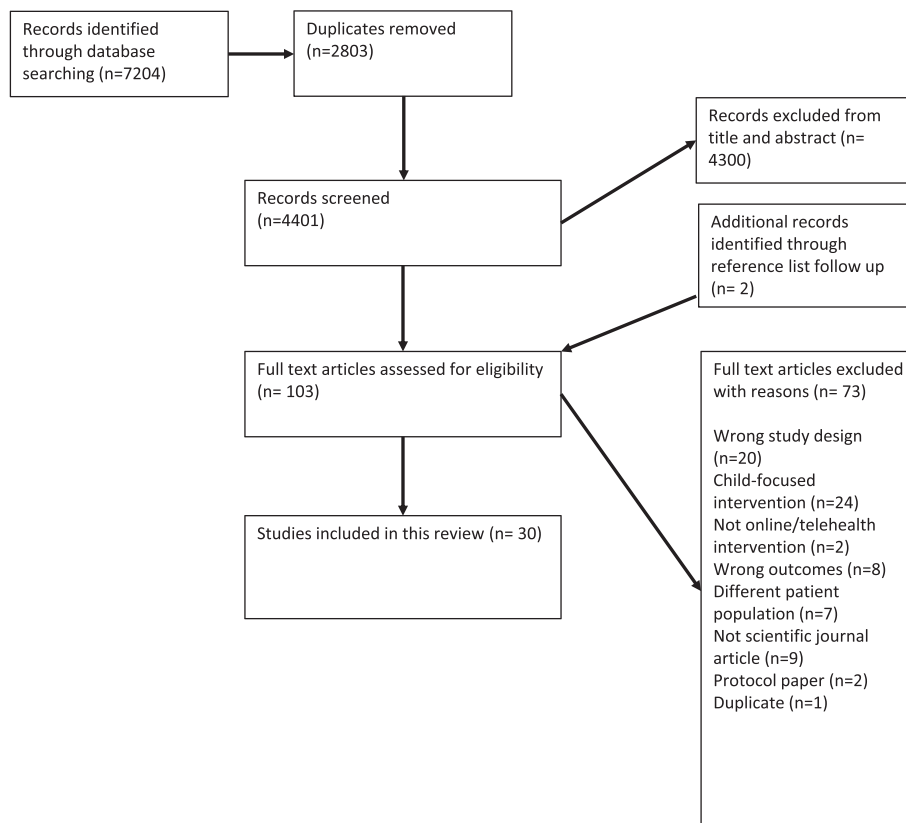 Records identified
through database
searching (n=7204)
Duplicates removed
(n=2803)
Records excluded from
title and abstract (n=
4300)
Records screened
(n=4401)
Additional records
identified through
reference list follow up
(n= 2)
Full text articles assessed for eligibility
(n= 103)
Full text articles excluded
with reasons (n= 73)
Wrong study design
(n=20)
Child-focused
intervention (n=24)
Not online/telehealth
intervention (n=2)
Wrong outcomes (n=8)
Different patient
population (n=7)
Not scientific journal
article (n=9)
Protocol paper (n=2)
Duplicate (n=1)
Studies included in this review (n= 30)